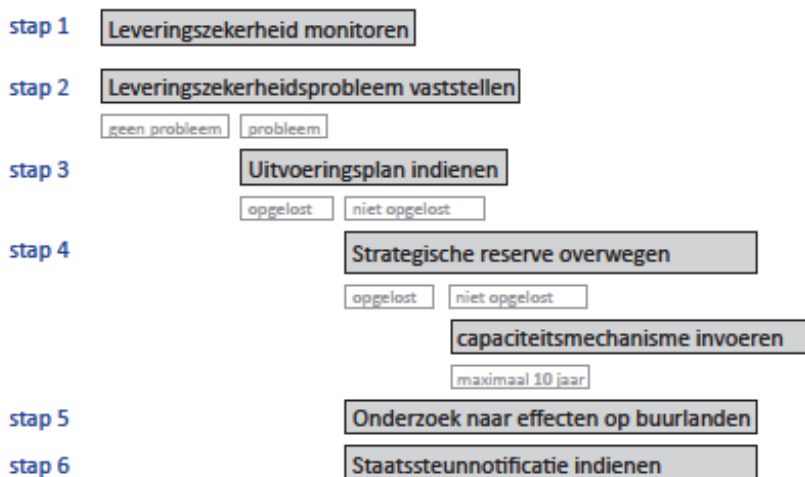 stap 1 Leveringszekerheid monitoren
stap 2 Leveringszekerheidsprobleem vaststellen
geen probleem probleem
stap 3 Uitvoeringsplan indienen
opgelost niet opgelost
stap 4 Strategische reserve overwegen
opgelost niet opgelost
capaciteitsmechanisme invoeren
maximaal 10 jaar
stap 5 Onderzoek naar effecten op buurlanden
stap 6 Staatssteunnotificatie indienen